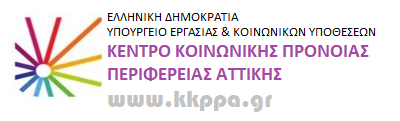 ΕΛΛΗΝΙΚΗ ΔΗΜΟΚΡΑΤΙΑ
ΥΠΟΥΡΓΕΙΟ ΕΡΓΑΣΙΑΣ & ΚΟΙΝΩΝΙΚΩΝ ΥΠΟΘΕΣΕΩΝ
ΚΕΝΤΡΟ ΚΟΙΝΩΝΙΚΗΣ ΠΡΟΝΟΙΑΣ
ΠΕΡΙΦΕΡΕΙΑΣ ΑΤΤΙΚΗΣ
www.kkppa.gr